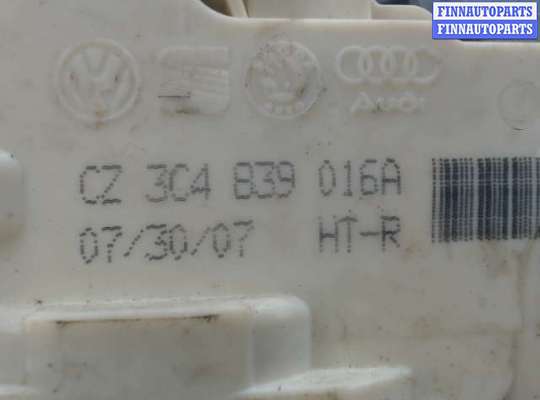 FINNAUTOPARTS
FINNAUTOPARTS
Audi
CZ 3C4 839 016A
07/30/07 HT-R